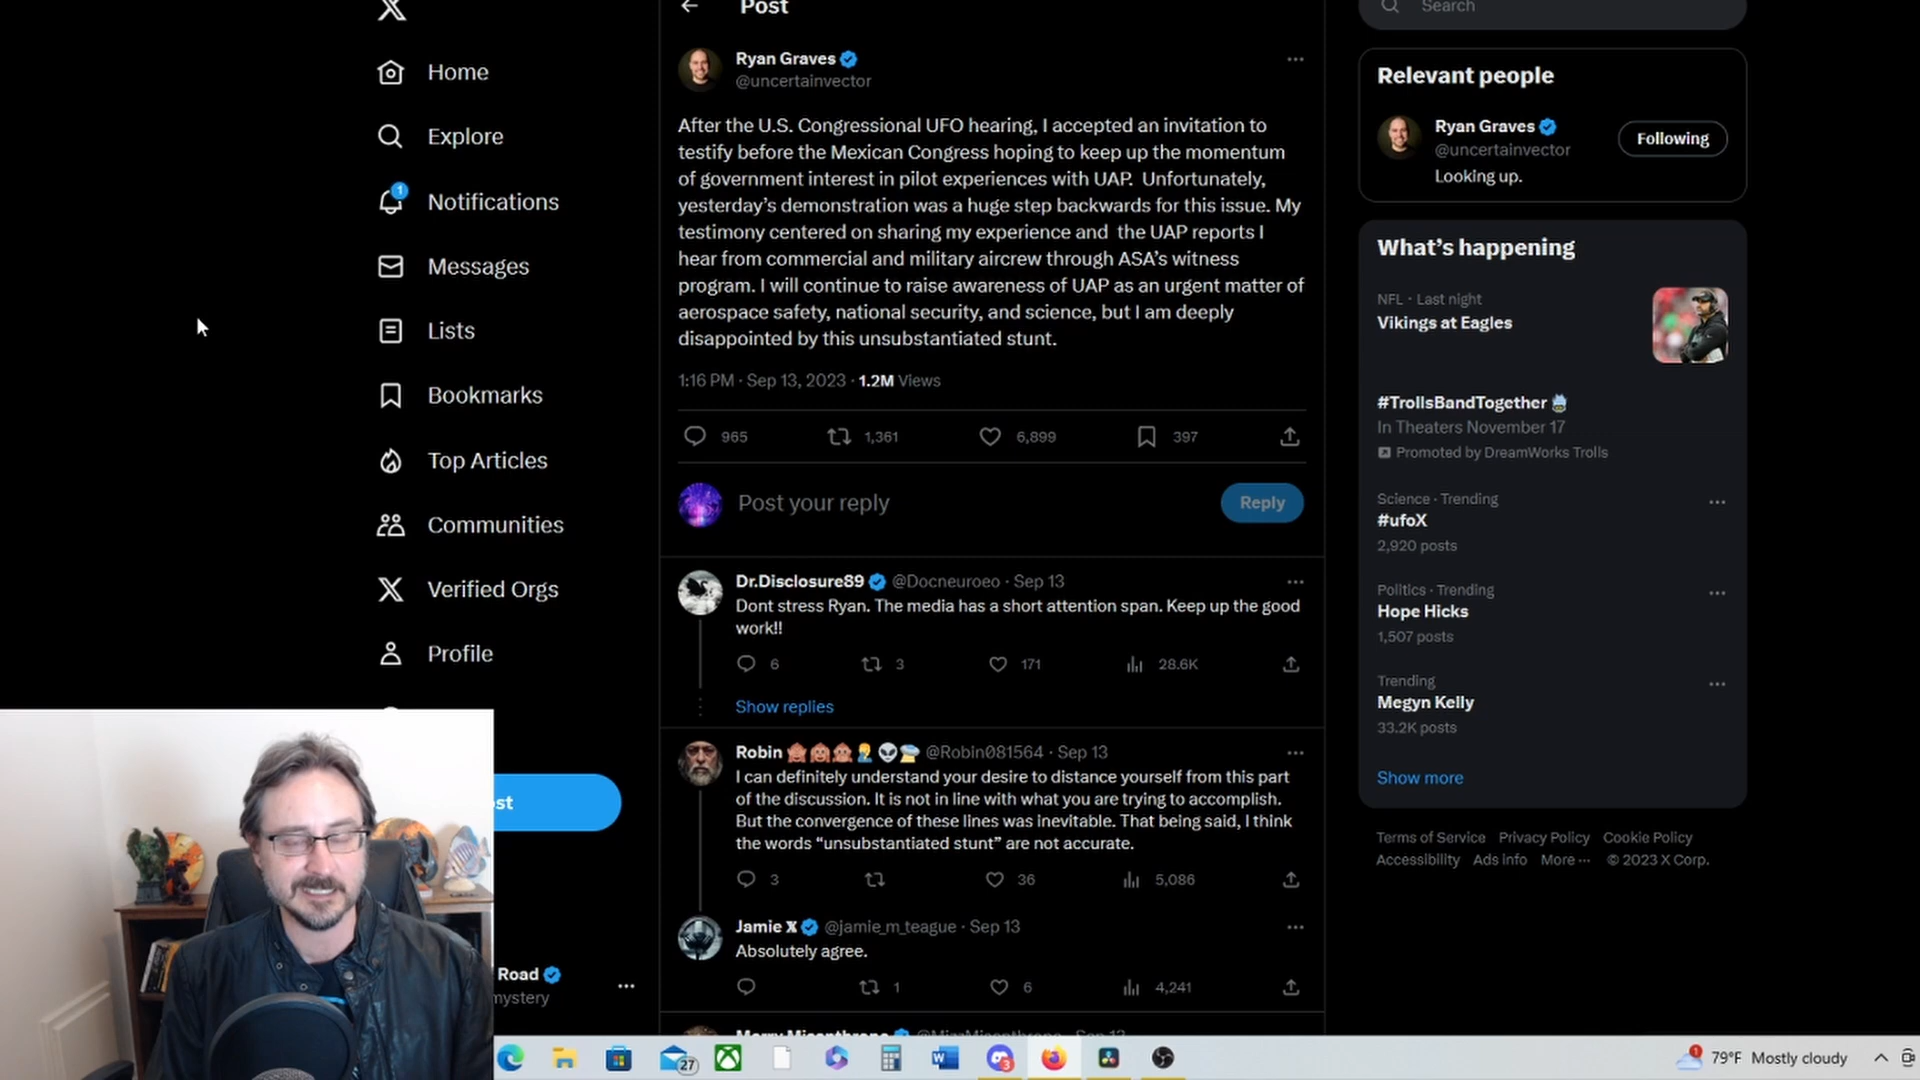 Post
Search
Home
Explore
1
Notifications
Messages
Lists
Bookmarks
Top Articles
Communities
Verified Orgs
Profile
st
Road
mystery
Ryan Graves
@uncertainvector
After the U.S. Congressional UFO hearing, I accepted an invitation to
testify before the Mexican Congress hoping to keep up the momentum
of government interest in pilot experiences with UAP. Unfortunately,
yesterday's demonstration was a huge step backwards for this issue. My
testimony centered on sharing my experience and the UAP reports I
hear from commercial and military aircrew through ASA's witness
program. I will continue to raise awareness of UAP as an urgent matter of
aerospace safety, national security, and science, but I am deeply
disappointed by this unsubstantiated stunt.
1:16 PM · Sep 13, 2023 · 1.2M Views
965 1,361 6,899 397
Post your reply
Reply
Dr.Disclosure89 @Docneuroeo · Sep 13
Dont stress Ryan. The media has a short attention span. Keep up the good
work!!
6 3 171 28.6K
Show replies
Robin @Robin081564 · Sep 13
I can definitely understand your desire to distance yourself from this part
of the discussion. It is not in line with what you are trying to accomplish.
But the convergence of these lines was inevitable. That being said, I think
the words “unsubstantiated stunt” are not accurate.
3 36 5,086
Jamie X @jamie_m_teague · Sep 13
Absolutely agree.
1 6 4,241
Relevant people
Ryan Graves
@uncertainvector
Following
Looking up.
What's happening
NFL · Last night
Vikings at Eagles
#TrollsBandTogether
In Theaters November 17
Promoted by DreamWorks Trolls
Science · Trending
#ufoX
2,920 posts
Politics · Trending
Hope Hicks
1,507 posts
Trending
Megyn Kelly
33.2K posts
Show more
Terms of Service Privacy Policy Cookie Policy
Accessibility Ads info More ··· © 2023 X Corp.
27
3
1
79°F Mostly cloudy